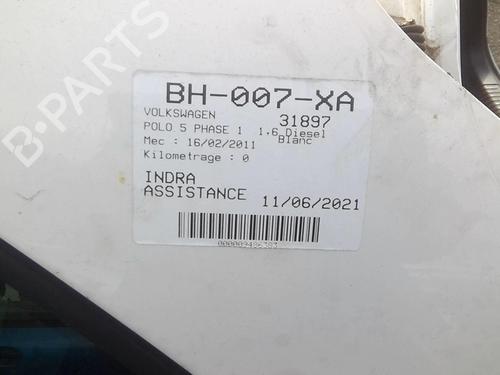 BH-007-XA
VOLKSWAGEN 31897
POLO 5 PHASE 1 1.6 Diesel
Mec : 16/02/2011 Blanc
Kilometrage : 0
INDRA
ASSISTANCE 11/06/2021